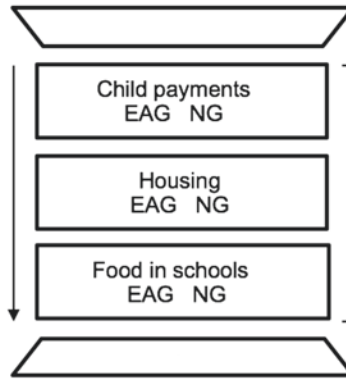 Child payments
EAG NG
Housing
EAG NG
Food in schools
EAG NG